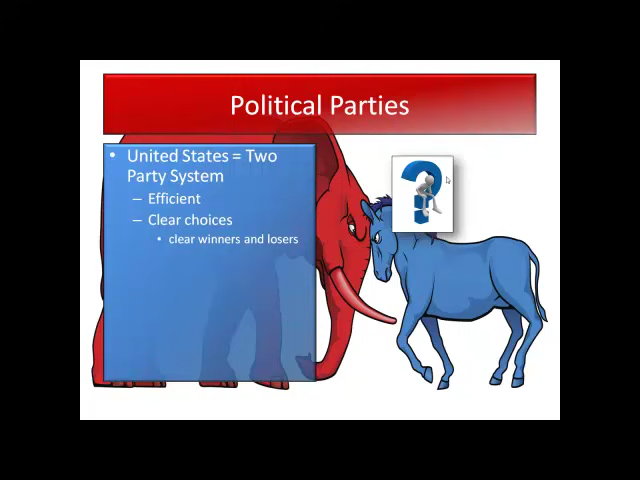 Political Parties
• United States = Two
Party System
– Efficient
– Clear choices
• clear winners and losers